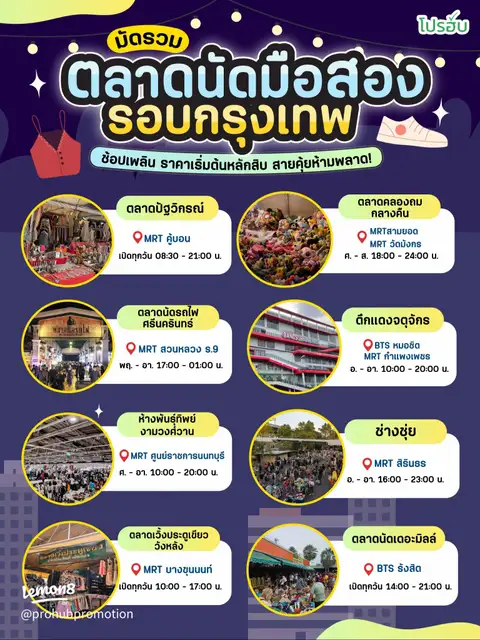 โปรฮับ
มัดรวม
ตลาดนัดมือสอง
รอบกรุงเทพ
ช้อปเพลิน ราคาเริ่มต้นหลักสิบ สายคุ้ยห้ามพลาด!
ตลาดปัฐวิกรณ์
MRT คู้บอน
เปิดทุกวัน 08:30 - 21:00 น.
ตลาดคลองถม
กลางคืน
MRTสามยอด
MRT วัดมังกร
ศ. - ส. 18:00 - 24:00 น.
ตลาดนัดรถไฟ
ศรีนครินทร์
MRT สวนหลวง ร.9
พฤ. - อา. 17:00 - 01:00 น.
ตึกแดงจตุจักร
BTS หมอชิต
MRT กำแพงเพชร
อ. - อา. 10:00 - 20:00 น.
ห้างพันธุ์ทิพย์
งามวงศ์วาน
MRT ศูนย์ราชการนนทบุรี
ศ. - อา. 10:00 - 20:00 น.
ช่างชุ่ย
MRT สิรินธร
อ. - อา. 16:00 - 23:00 น.
ตลาดเวิ้งประตูเขียว
วังหลัง
MRT บางขุนนนท์
เปิดทุกวัน 10:00 - 17:00 น.
ตลาดนัดเดอะมิลล์
BTS รังสิต
เปิดทุกวัน 14:00 - 21:00 น.
lemon8
@prohubpromotion